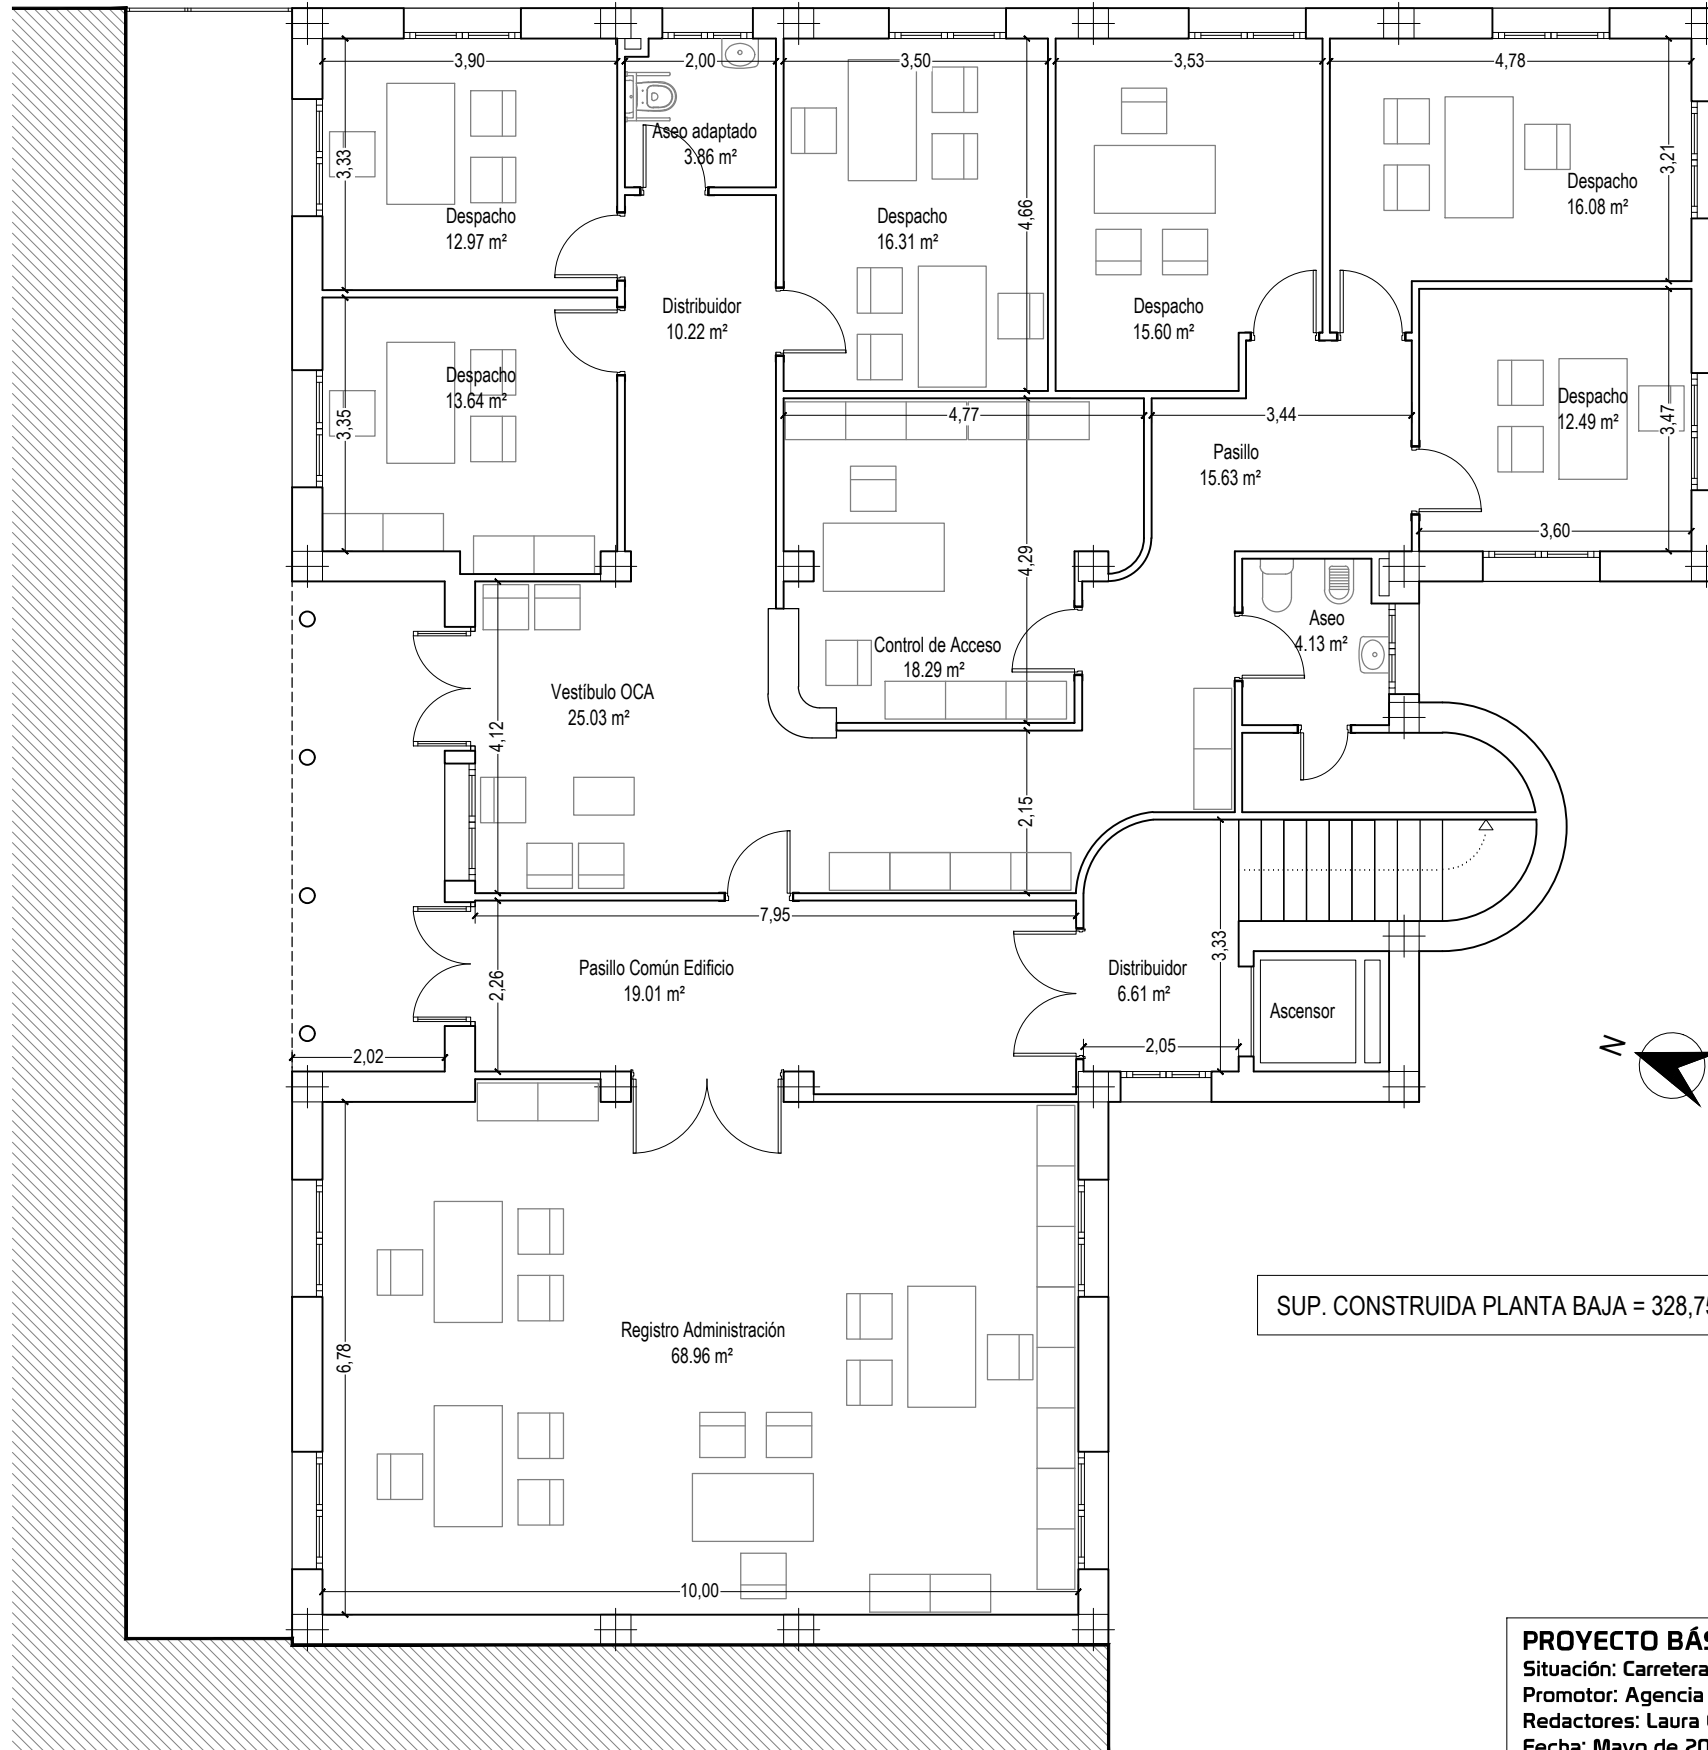 3,90
2,00
3,50
3,53
4,78
3,33
Aseo adaptado
3.86 m²
3,21
Despacho
12.97 m²
Despacho
16.31 m²
4,66
Despacho
16.08 m²
Distribuidor
10.22 m²
Despacho
15.60 m²
Despacho
13.64 m²
3,35
4,77
3,44
Despacho
12.49 m²
3,47
Pasillo
15.63 m²
3,60
4,29
Aseo
4.13 m²
Control de Acceso
18.29 m²
Vestíbulo OCA
25.03 m²
4,12
2,15
7,95
Pasillo Común Edificio
19.01 m²
2,26
Distribuidor
6.61 m²
3,33
Ascensor
2,02
2,05
N
SUP. CONSTRUIDA PLANTA BAJA = 328,75
Registro Administración
68.96 m²
6,78
10,00
PROYECTO BÁS
Situación: Carretera
Promotor: Agencia
Redactores: Laura
Fecha: Mayo de 20